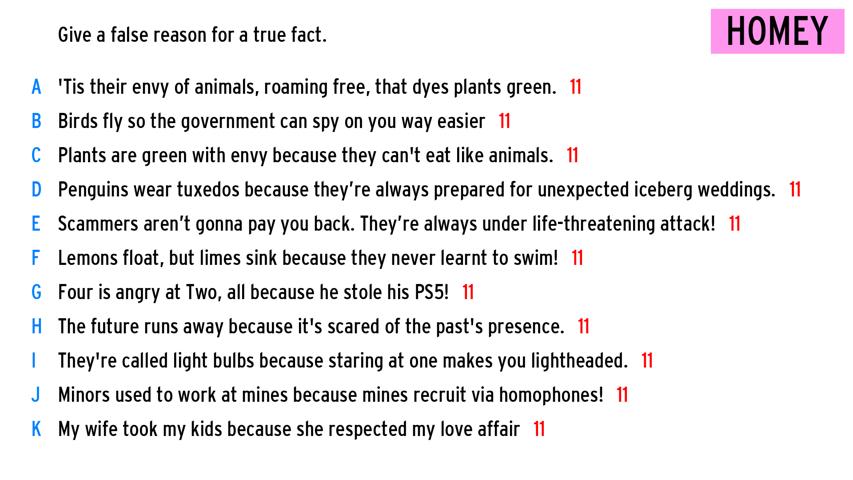 Give a false reason for a true fact.
HOMEY
A 'Tis their envy of animals, roaming free, that dyes plants green. 11
B Birds fly so the government can spy on you way easier 11
C Plants are green with envy because they can't eat like animals. 11
D Penguins wear tuxedos because they’re always prepared for unexpected iceberg weddings. 11
E Scammers aren’t gonna pay you back. They’re always under life-threatening attack! 11
F Lemons float, but limes sink because they never learnt to swim! 11
G Four is angry at Two, all because he stole his PS5! 11
H The future runs away because it's scared of the past's presence. 11
I They're called light bulbs because staring at one makes you lightheaded. 11
J Minors used to work at mines because mines recruit via homophones! 11
K My wife took my kids because she respected my love affair 11